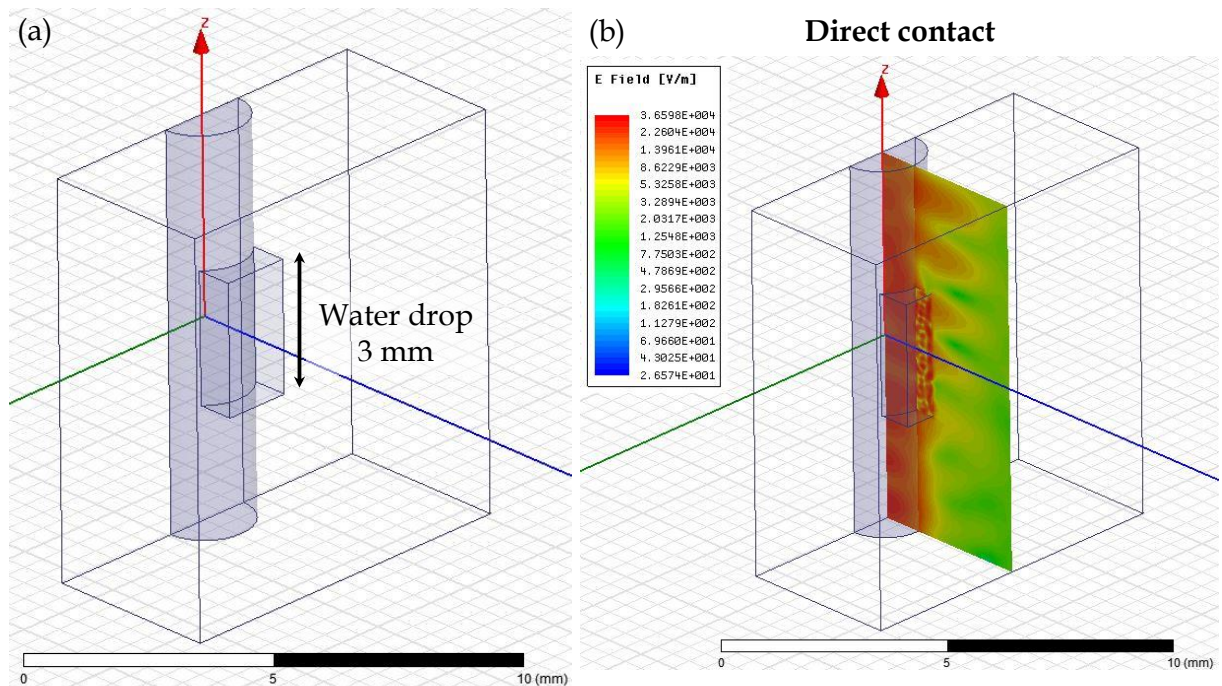 (a)
z
Water drop
3 mm
0
5
10 (mm)
(b)
Direct contact
E Field [V/m]
3.6598E+004
2.2604E+004
1.3961E+004
8.6229E+003
5.3258E+003
3.2894E+003
2.0317E+003
1.2548E+003
7.7503E+002
4.7869E+002
2.9566E+002
1.8261E+002
1.1279E+002
6.9660E+001
4.3025E+001
2.6574E+001
z
0
5
10 (mm)